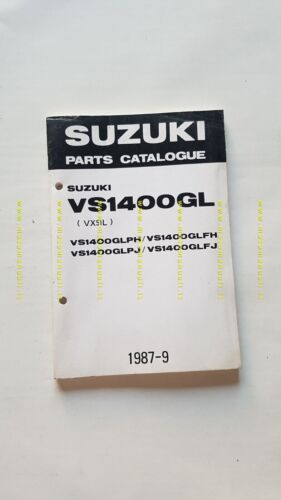 SUZUKI
PARTS CATALOGUE
SUZUKI
VS1400GL
(VX51L)
VS1400GLPH/VS1400GLFH
VS1400GLPJ/VS1400GLFJ
1987-9